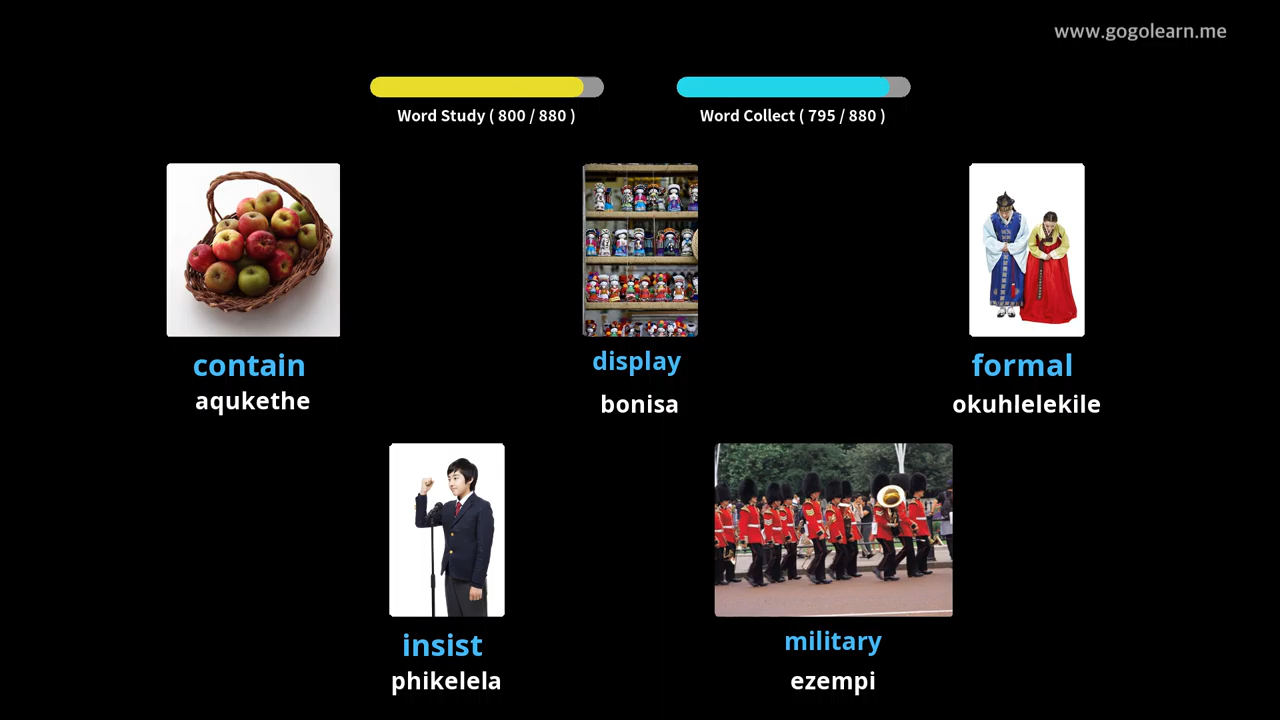 www.gogolearn.me
Word Study ( 800 / 880 )
Word Collect ( 795 / 880 )
contain
aqukethe
display
bonisa
formal
okuhlelekile
insist
phikelela
military
ezempi